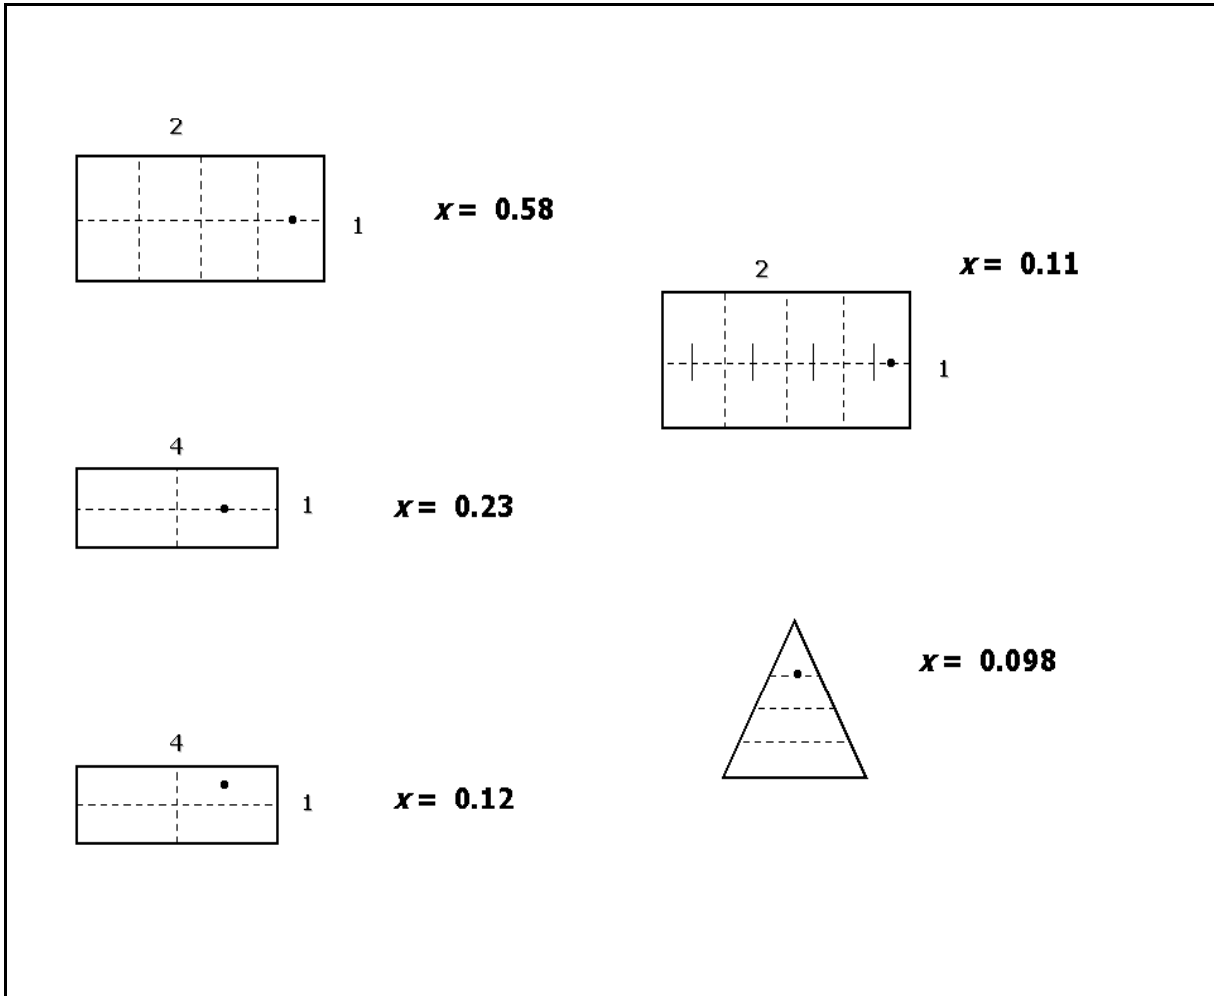 2
1
x = 0.58
2
1
x = 0.11
4
1
x = 0.23
x = 0.098
4
1
x = 0.12